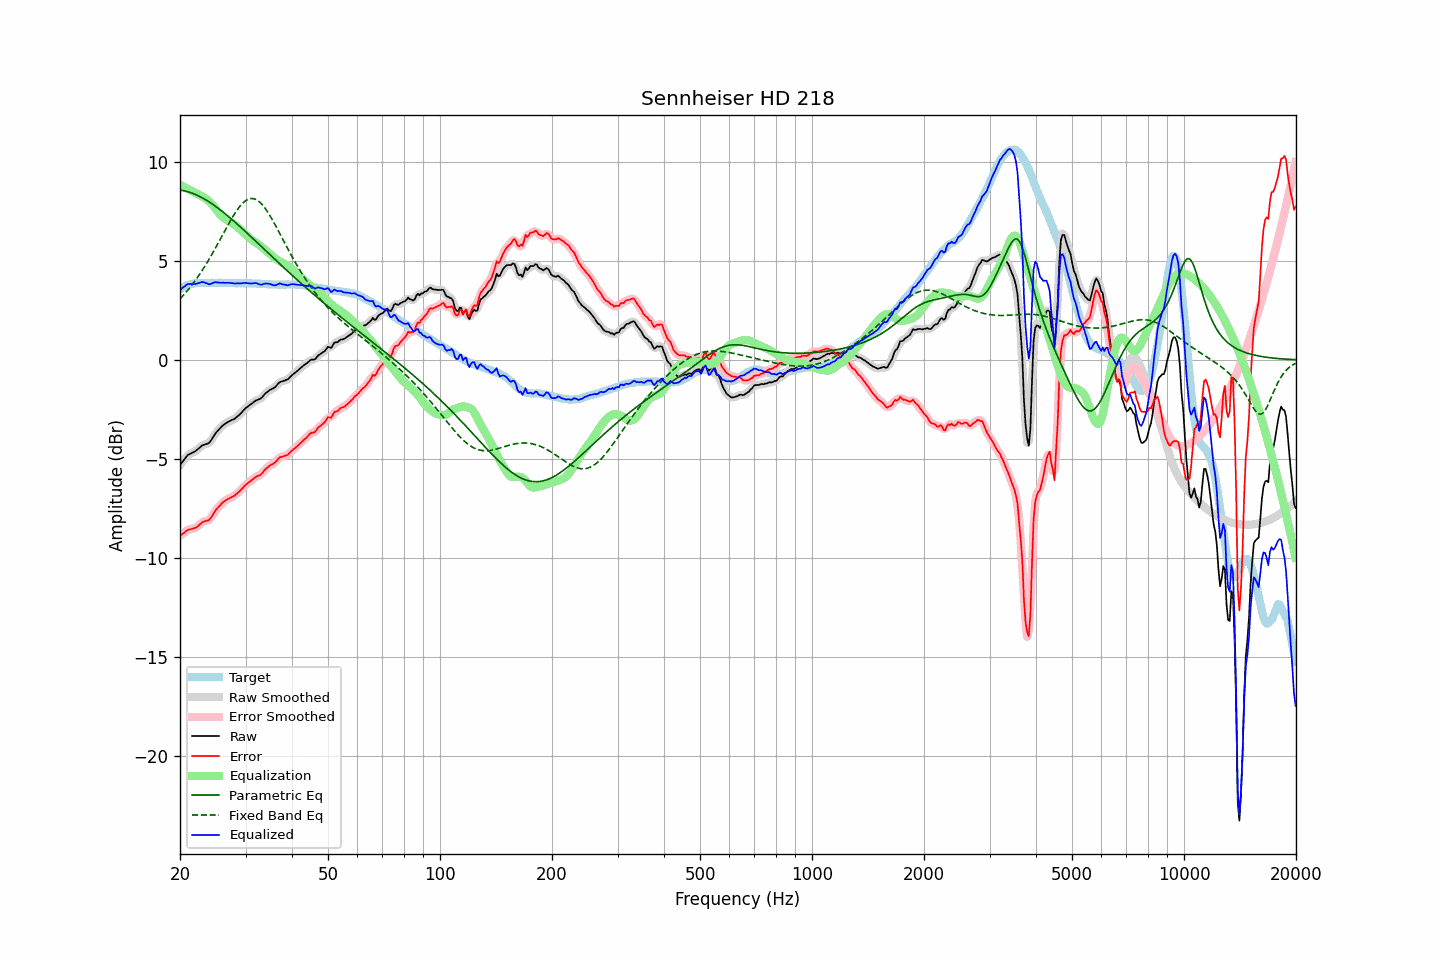 Sennheiser HD 218
Amplitude (dBr)
10
5
0
−5
−10
−15
−20
Target
Raw Smoothed
Error Smoothed
Raw
Error
Equalization
Parametric Eq
Fixed Band Eq
Equalized
20 50 100 200 500 1000 2000 5000 10000 20000
Frequency (Hz)